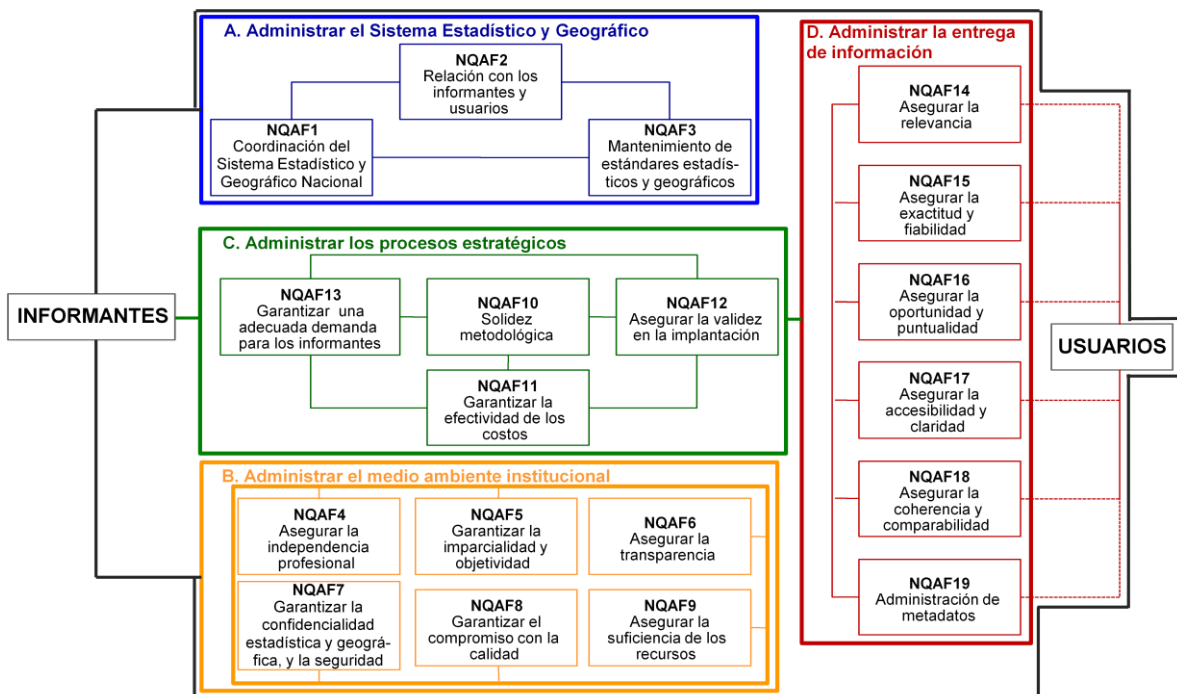 A. Administrar el Sistema Estadístico y Geográfico
NQAF2
Relación con los
informantes y
usuarios
NQAF1
Coordinación del
Sistema Estadístico y
Geográfico Nacional
NQAF3
Mantenimiento de
estándares estadís-
ticos y geográficos
C. Administrar los procesos estratégicos
NQAF13
Garantizar una
adecuada demanda
para los informantes
NQAF10
Solidez
metodológica
NQAF12
Asegurar la validez
en la implantación
NQAF11
Garantizar la
efectividad de los
costos
INFORMANTES
B. Administrar el medio ambiente institucional
NQAF4
Asegurar la
independencia
profesional
NQAF5
Garantizar la
imparcialidad y
objetividad
NQAF6
Asegurar la
transparencia
NQAF7
Garantizar la
confidencialidad
estadística y geográ-
fica, y la seguridad
NQAF8
Garantizar el
compromiso con la
calidad
NQAF9
Asegurar la
suficiencia de los
recursos
D. Administrar la entrega
de información
NQAF14
Asegurar la
relevancia
NQAF15
Asegurar la
exactitud y
fiabilidad
NQAF16
Asegurar la
oportunidad y
puntualidad
NQAF17
Asegurar la
accesibilidad y
claridad
NQAF18
Asegurar la
coherencia y
comparabilidad
NQAF19
Administración de
metadatos
USUARIOS